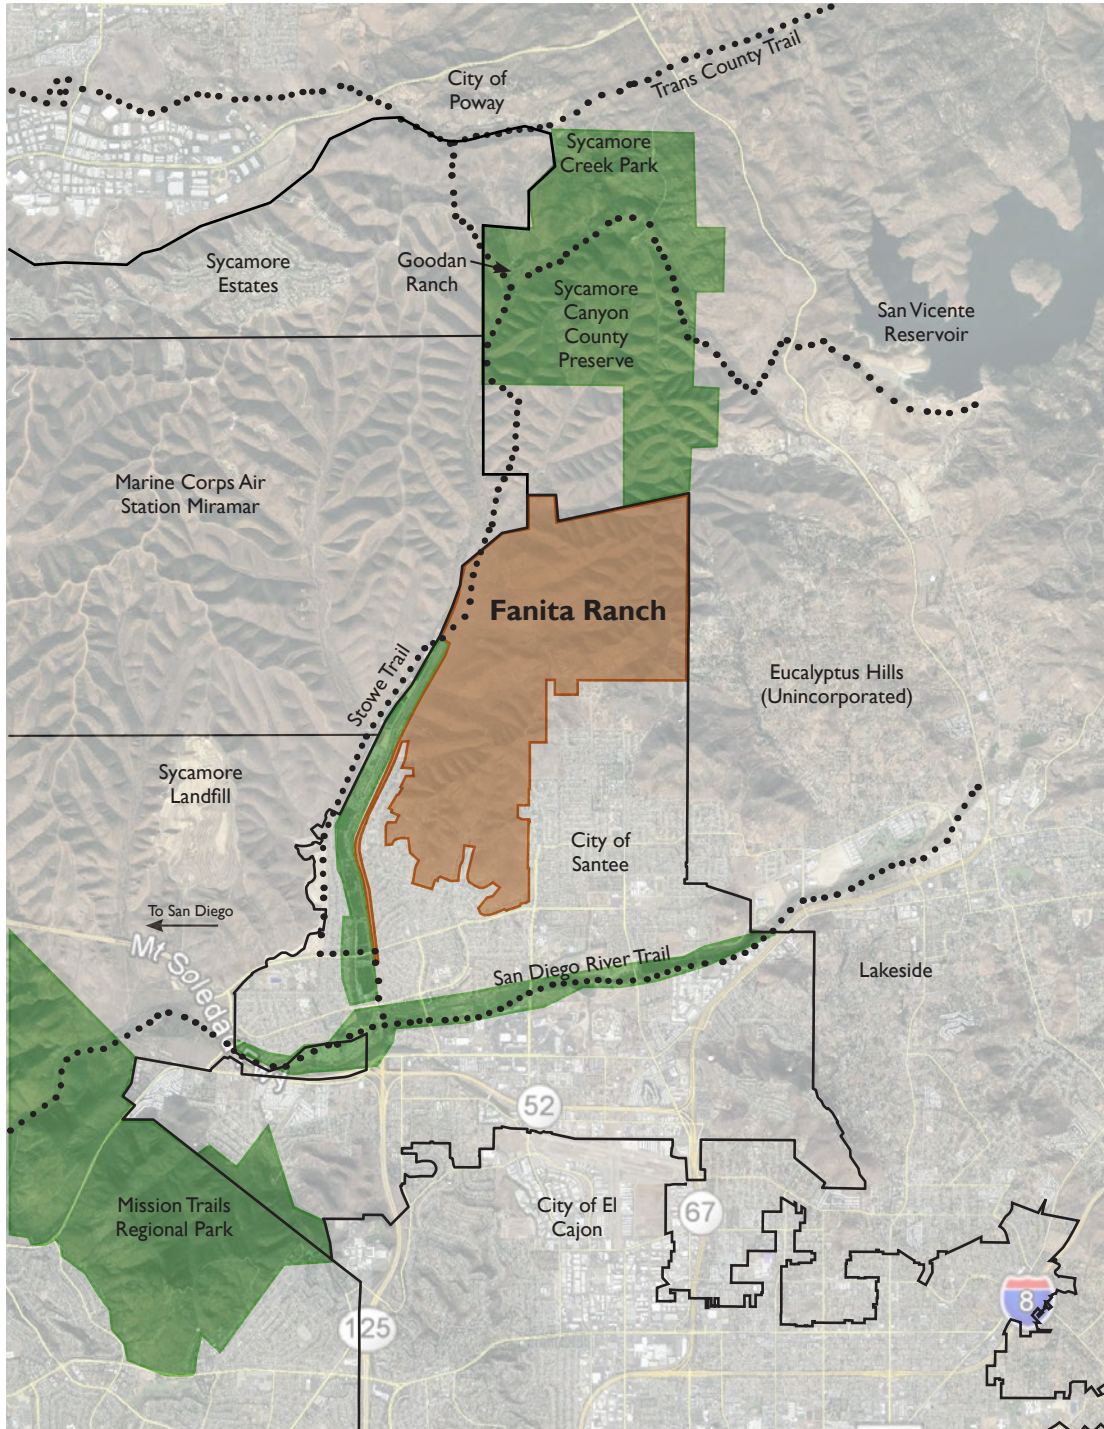 Trans County Trail
City of
Poway
Sycamore
Creek Park
Sycamore
Estates
Goodan
Ranch
Sycamore
Canyon
County
Preserve
San Vicente
Reservoir
Marine Corps Air
Station Miramar
Fanita Ranch
Stowe Trail
Eucalyptus Hills
(Unincorporated)
Sycamore
Landfill
City of
Santee
To San Diego
Mt Soleda
San Diego River Trail
Lakeside
52
Mission Trails
Regional Park
City of El
Cajon
67
8
125